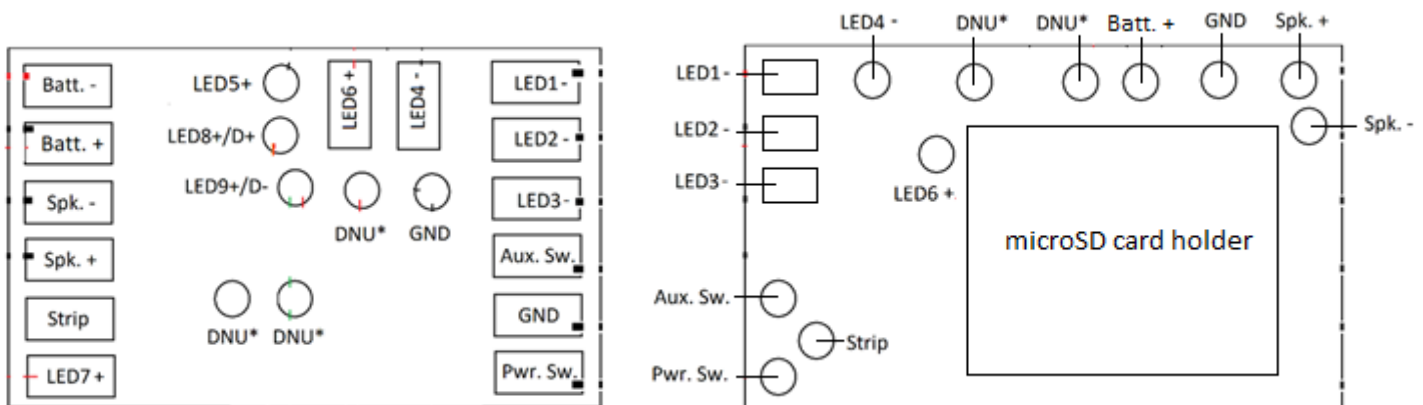 Batt. -
Batt. +
Spk. -
Spk. +
Strip
LED7 +
LED5+
LED8+/D+
LED9+/D-
LED6 +
LED4 -
DNU*
GND
DNU*
DNU*
LED1-
LED2 -
LED3-
Aux. Sw.
GND
Pwr. Sw.
LED4 -
DNU*
DNU*
Batt. +
GND
Spk. +
LED1-
LED2 -
LED3-
Spk. -
LED6 +
microSD card holder
Aux. Sw.
Strip
Pwr. Sw.